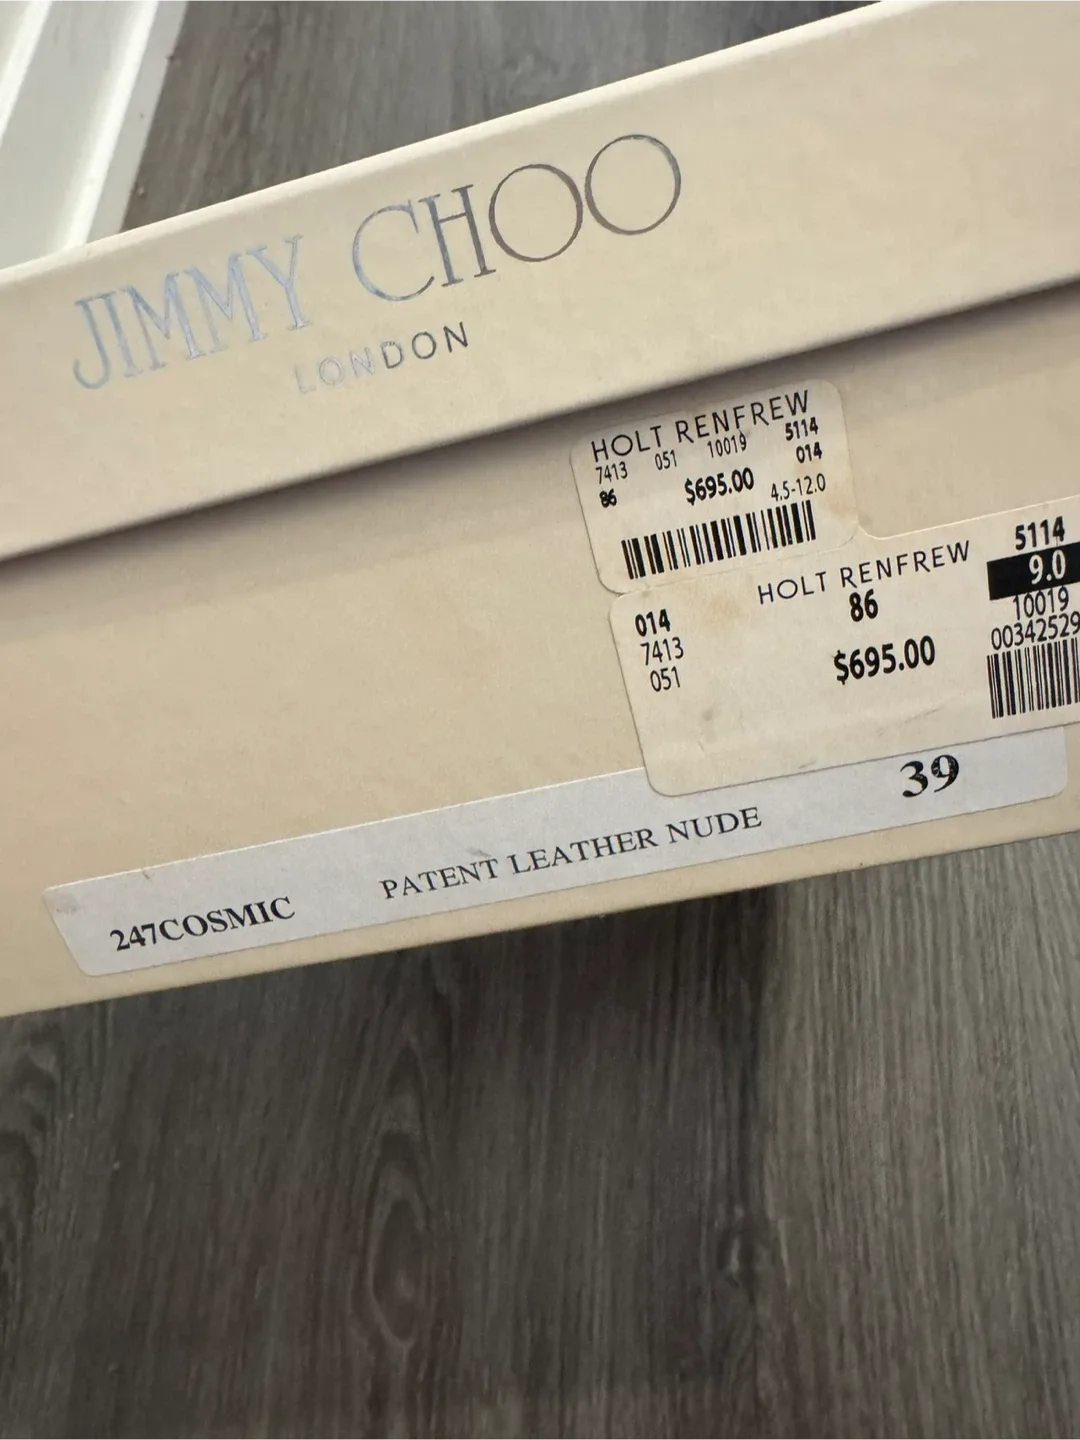 JIMMY CHOO
LONDON
HOLT RENFREW
7413 051 10019 5114
86 $695.00 014
4.5-12.0
HOLT RENFREW
014 86 5114
7413 $695.00 9.0
051 10019
00342529
39
247COSMIC PATENT LEATHER NUDE